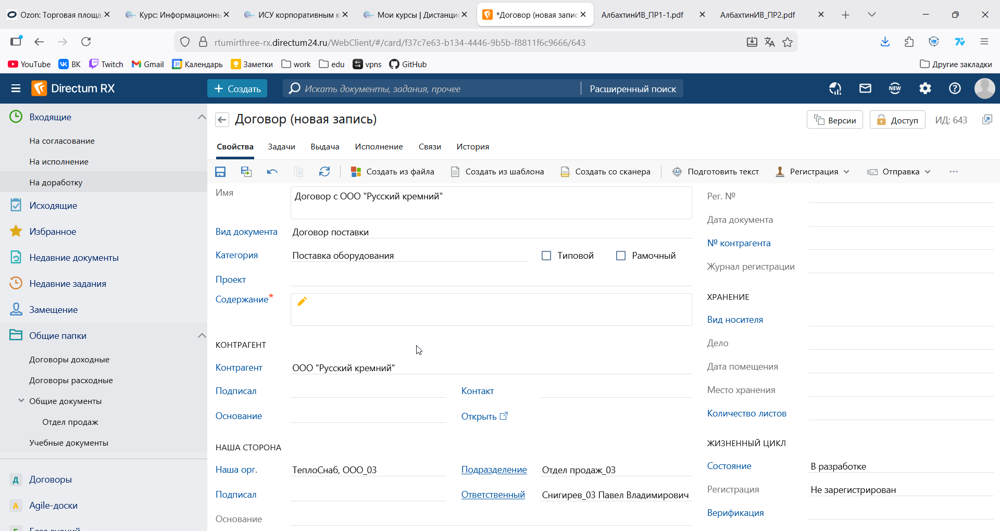 Ozon: Торговая площа
Курс: Информационны
ИСУ корпоративным к
Мои курсы | Дистанци
*Договор (новая запис
АлбахтинИВ_ПР1-1.pdf
АлбахтинИВ_ПР2.pdf
rtumirthree-rx.directum24.ru/WebClient/#/card/f37c7e63-b134-4446-9b5b-f8811f6c9666/643
YouTube
ВК
Twitch
Gmail
31 Календарь
Заметки
work
edu
vpns
GitHub
Другие закладки
Directum RX
Создать
Искать документы, задания, прочее
Расширенный поиск
NEW
Входящие
На согласование
На исполнение
На доработку
Исходящие
Избранное
Недавние документы
Недавние задания
Замещение
Общие папки
Договоры доходные
Договоры расходные
Общие документы
Отдел продаж
Учебные документы
Д Договоры
А Agile-доски
Б База знаний
Договор (новая запись)
Версии
Доступ
ИД: 643
Свойства
Задачи
Выдача
Исполнение
Связи
История
Создать из файла
Создать из шаблона
Создать со сканера
AI Подготовить текст
Регистрация
Отправка
Имя
Договор с ООО "Русский кремний"
Вид документа
Договор поставки
Категория
Поставка оборудования
Типовой
Рамочный
Проект
Содержание*
КОНТРАГЕНТ
Контрагент
ООО "Русский кремний"
Подписал
Контакт
Основание
Открыть
НАША СТОРОНА
Наша орг.
ТеплоСнаб, ООО_03
Подразделение
Отдел продаж_03
Подписал
Ответственный
Снигирев_03 Павел Владимирович
Основание
Рег. №
Дата документа
№ контрагента
Журнал регистрации
ХРАНЕНИЕ
Вид носителя
Дело
Дата помещения
Место хранения
Количество листов
ЖИЗНЕННЫЙ ЦИКЛ
Состояние
В разработке
Регистрация
Не зарегистрирован
Верификация